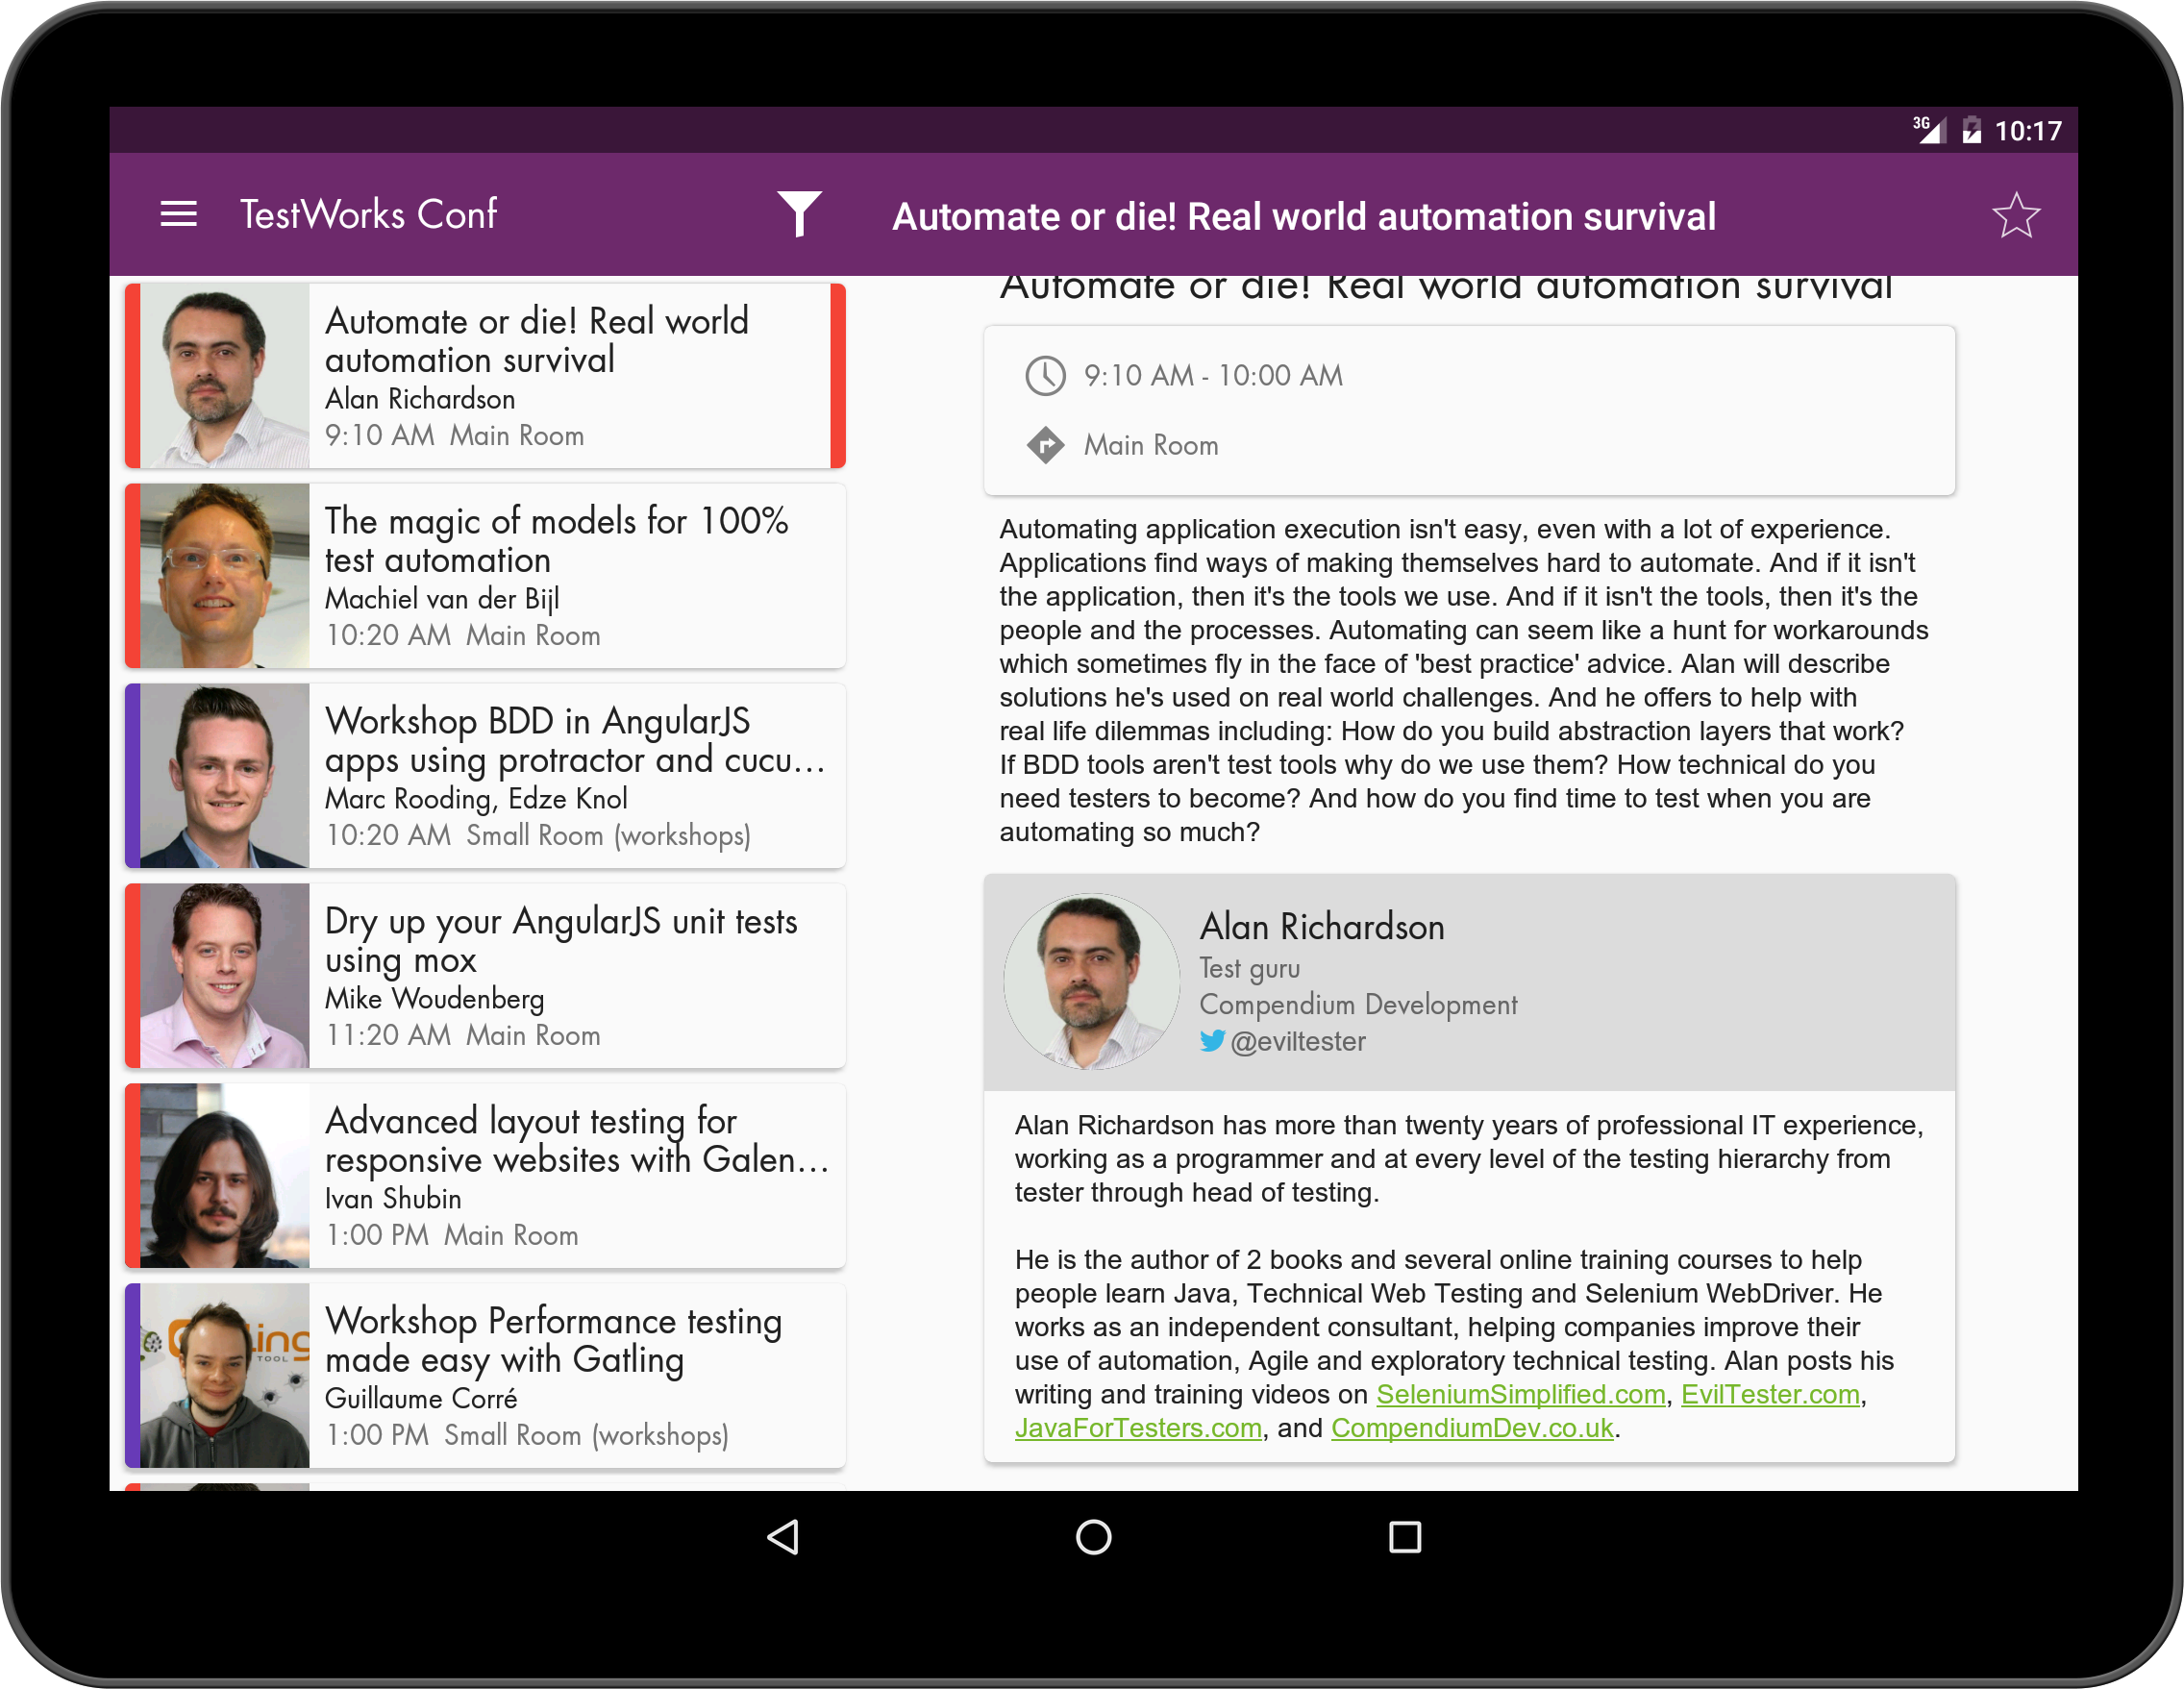 3G 10:17
TestWorks Conf
Automate or die! Real world automation survival
Automate or die! Real world
automation survival
Alan Richardson
9:10 AM Main Room
The magic of models for 100%
test automation
Machiel van der Bijl
10:20 AM Main Room
Workshop BDD in AngularJS
apps using protractor and cucu...
Marc Rooding, Edze Knol
10:20 AM Small Room (workshops)
Dry up your AngularJS unit tests
using mox
Mike Woudenberg
11:20 AM Main Room
Advanced layout testing for
responsive websites with Galen...
Ivan Shubin
1:00 PM Main Room
TOOL
Workshop Performance testing
made easy with Gatling
Guillaume Corré
1:00 PM Small Room (workshops)
Automate or die! Real world automation survival
9:10 AM - 10:00 AM
Main Room
Automating application execution isn't easy, even with a lot of experience.
Applications find ways of making themselves hard to automate. And if it isn't
the application, then it's the tools we use. And if it isn't the tools, then it's the
people and the processes. Automating can seem like a hunt for workarounds
which sometimes fly in the face of 'best practice' advice. Alan will describe
solutions he's used on real world challenges. And he offers to help with
real life dilemmas including: How do you build abstraction layers that work?
If BDD tools aren't test tools why do we use them? How technical do you
need testers to become? And how do you find time to test when you are
automating so much?
Alan Richardson
Test guru
Compendium Development
@eviltester
Alan Richardson has more than twenty years of professional IT experience,
working as a programmer and at every level of the testing hierarchy from
tester through head of testing.
He is the author of 2 books and several online training courses to help
people learn Java, Technical Web Testing and Selenium WebDriver. He
works as an independent consultant, helping companies improve their
use of automation, Agile and exploratory technical testing. Alan posts his
writing and training videos on SeleniumSimplified.com, EvilTester.com,
JavaForTesters.com, and CompendiumDev.co.uk.